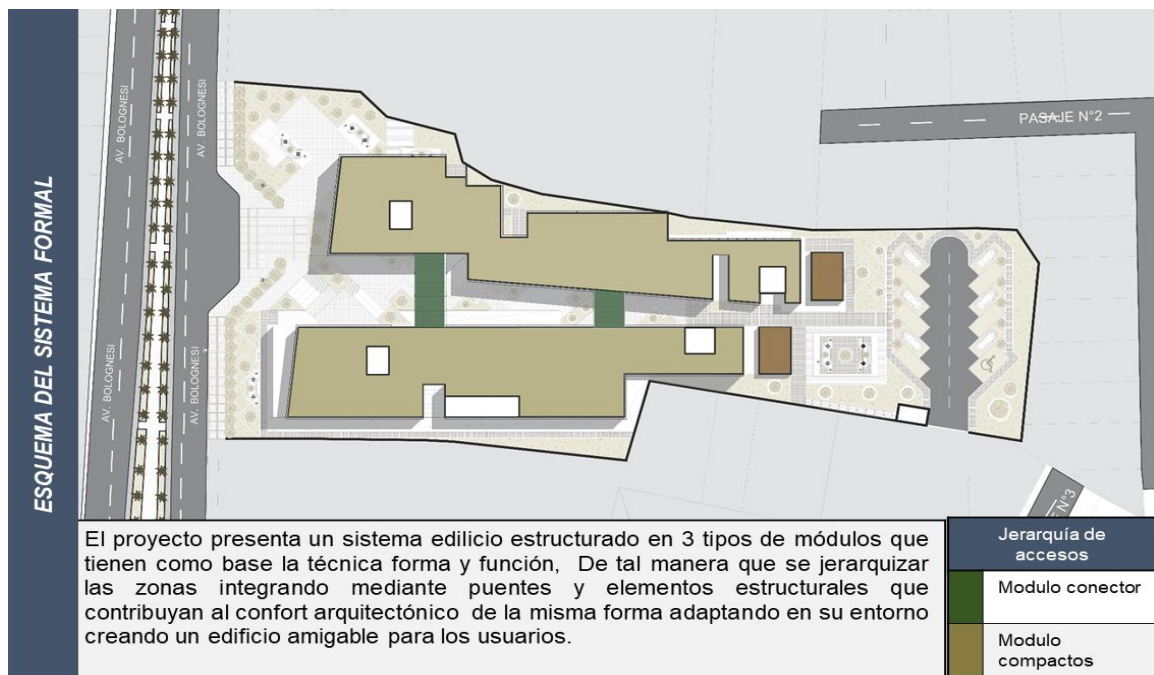 ESQUEMA DEL SISTEMA FORMAL
AV. BOLOGNESI
AV. BOLOGNESI
AV. BOLOGNESI
AV. BOLOGNESI
PASAJE N°2
N°3
El proyecto presenta un sistema edilicio estructurado en 3 tipos de módulos que
tienen como base la técnica forma y función, De tal manera que se jerarquizar
las zonas integrando mediante puentes y elementos estructurales que
contribuyan al confort arquitectónico de la misma forma adaptando en su entorno
creando un edificio amigable para los usuarios.
Jerarquía de
accesos
Modulo conector
Modulo
compactos